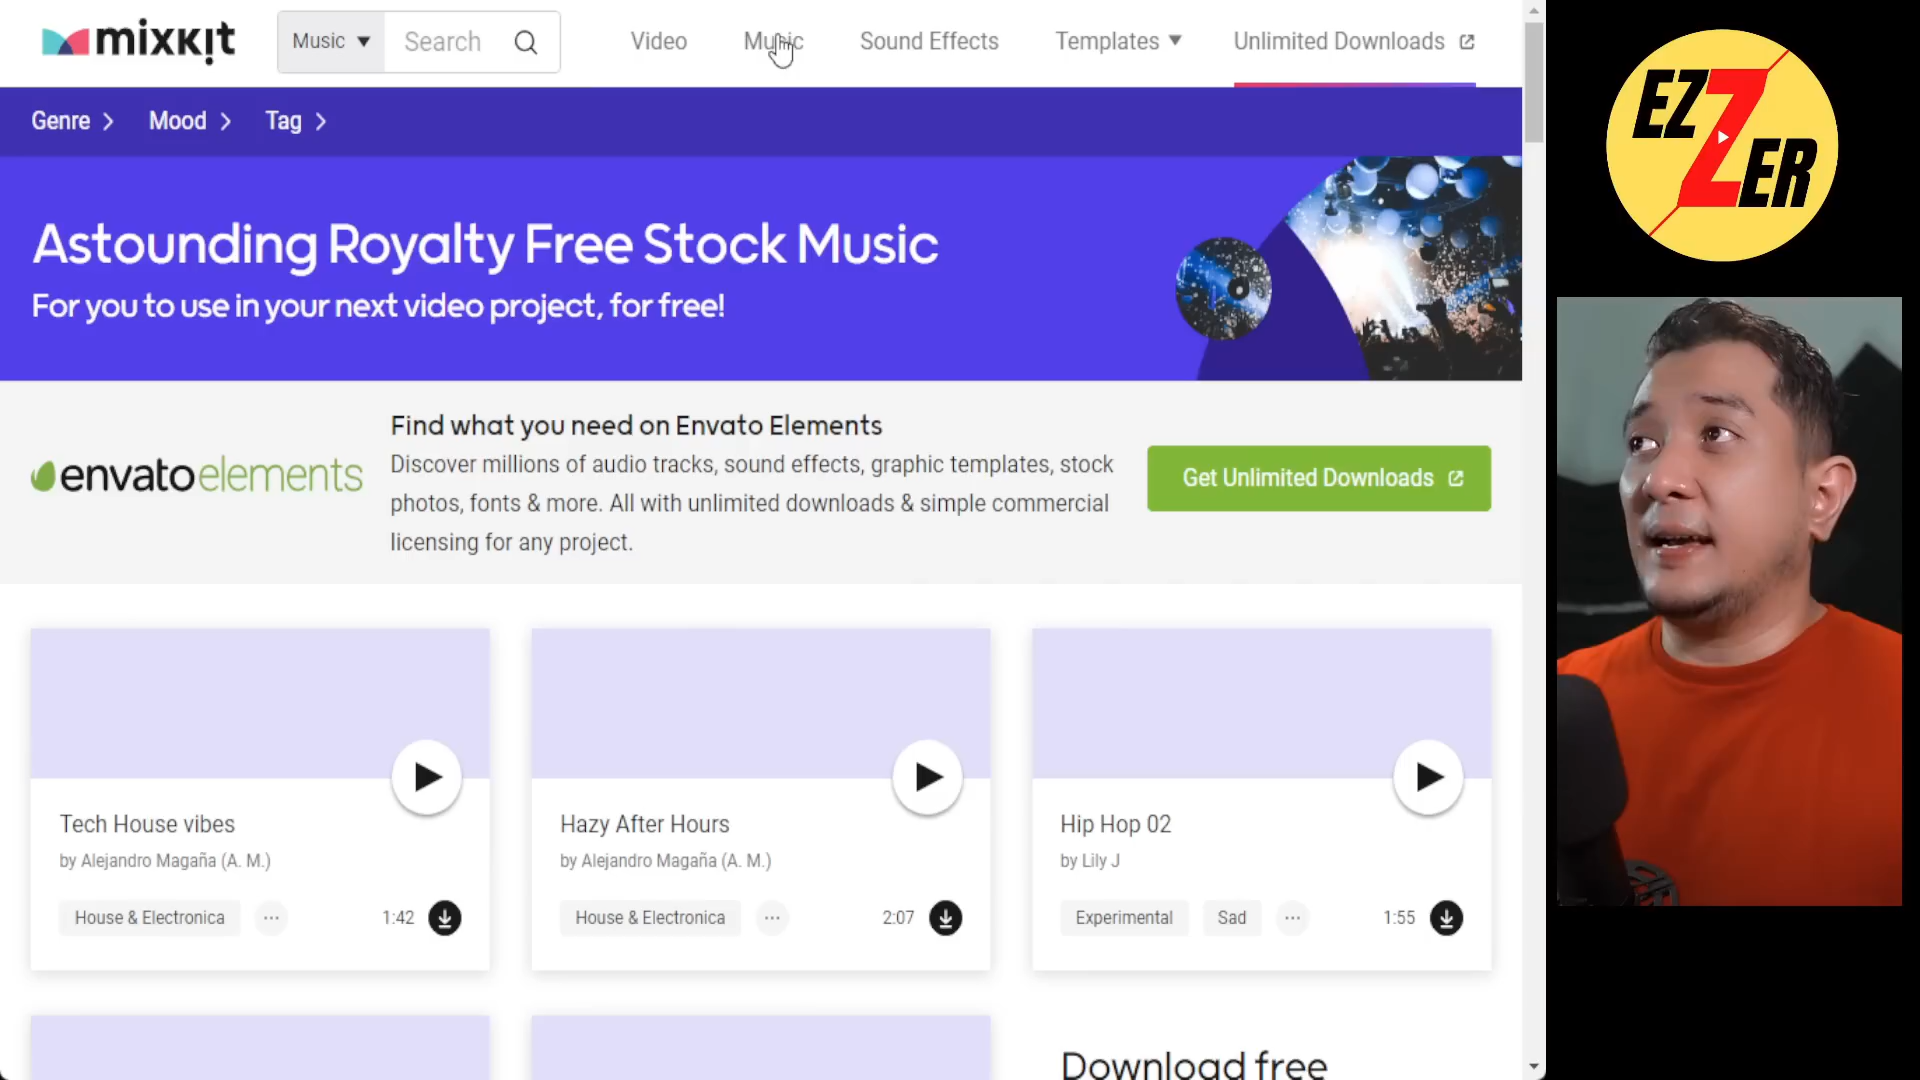 mixkit
Music
Search
Video
Music
Sound Effects
Templates
Unlimited Downloads
Genre
Mood
Tag
Astounding Royalty Free Stock Music
For you to use in your next video project, for free!
envato elements
Find what you need on Envato Elements
Discover millions of audio tracks, sound effects, graphic templates, stock
photos, fonts & more. All with unlimited downloads & simple commercial
licensing for any project.
Get Unlimited Downloads
Tech House vibes
by Alejandro Magaña (A. M.)
House & Electronica
...
1:42
Hazy After Hours
by Alejandro Magaña (A. M.)
House & Electronica
...
2:07
Hip Hop 02
by Lily J
Experimental
Sad
...
1:55
Download free
EZ
Z
ER